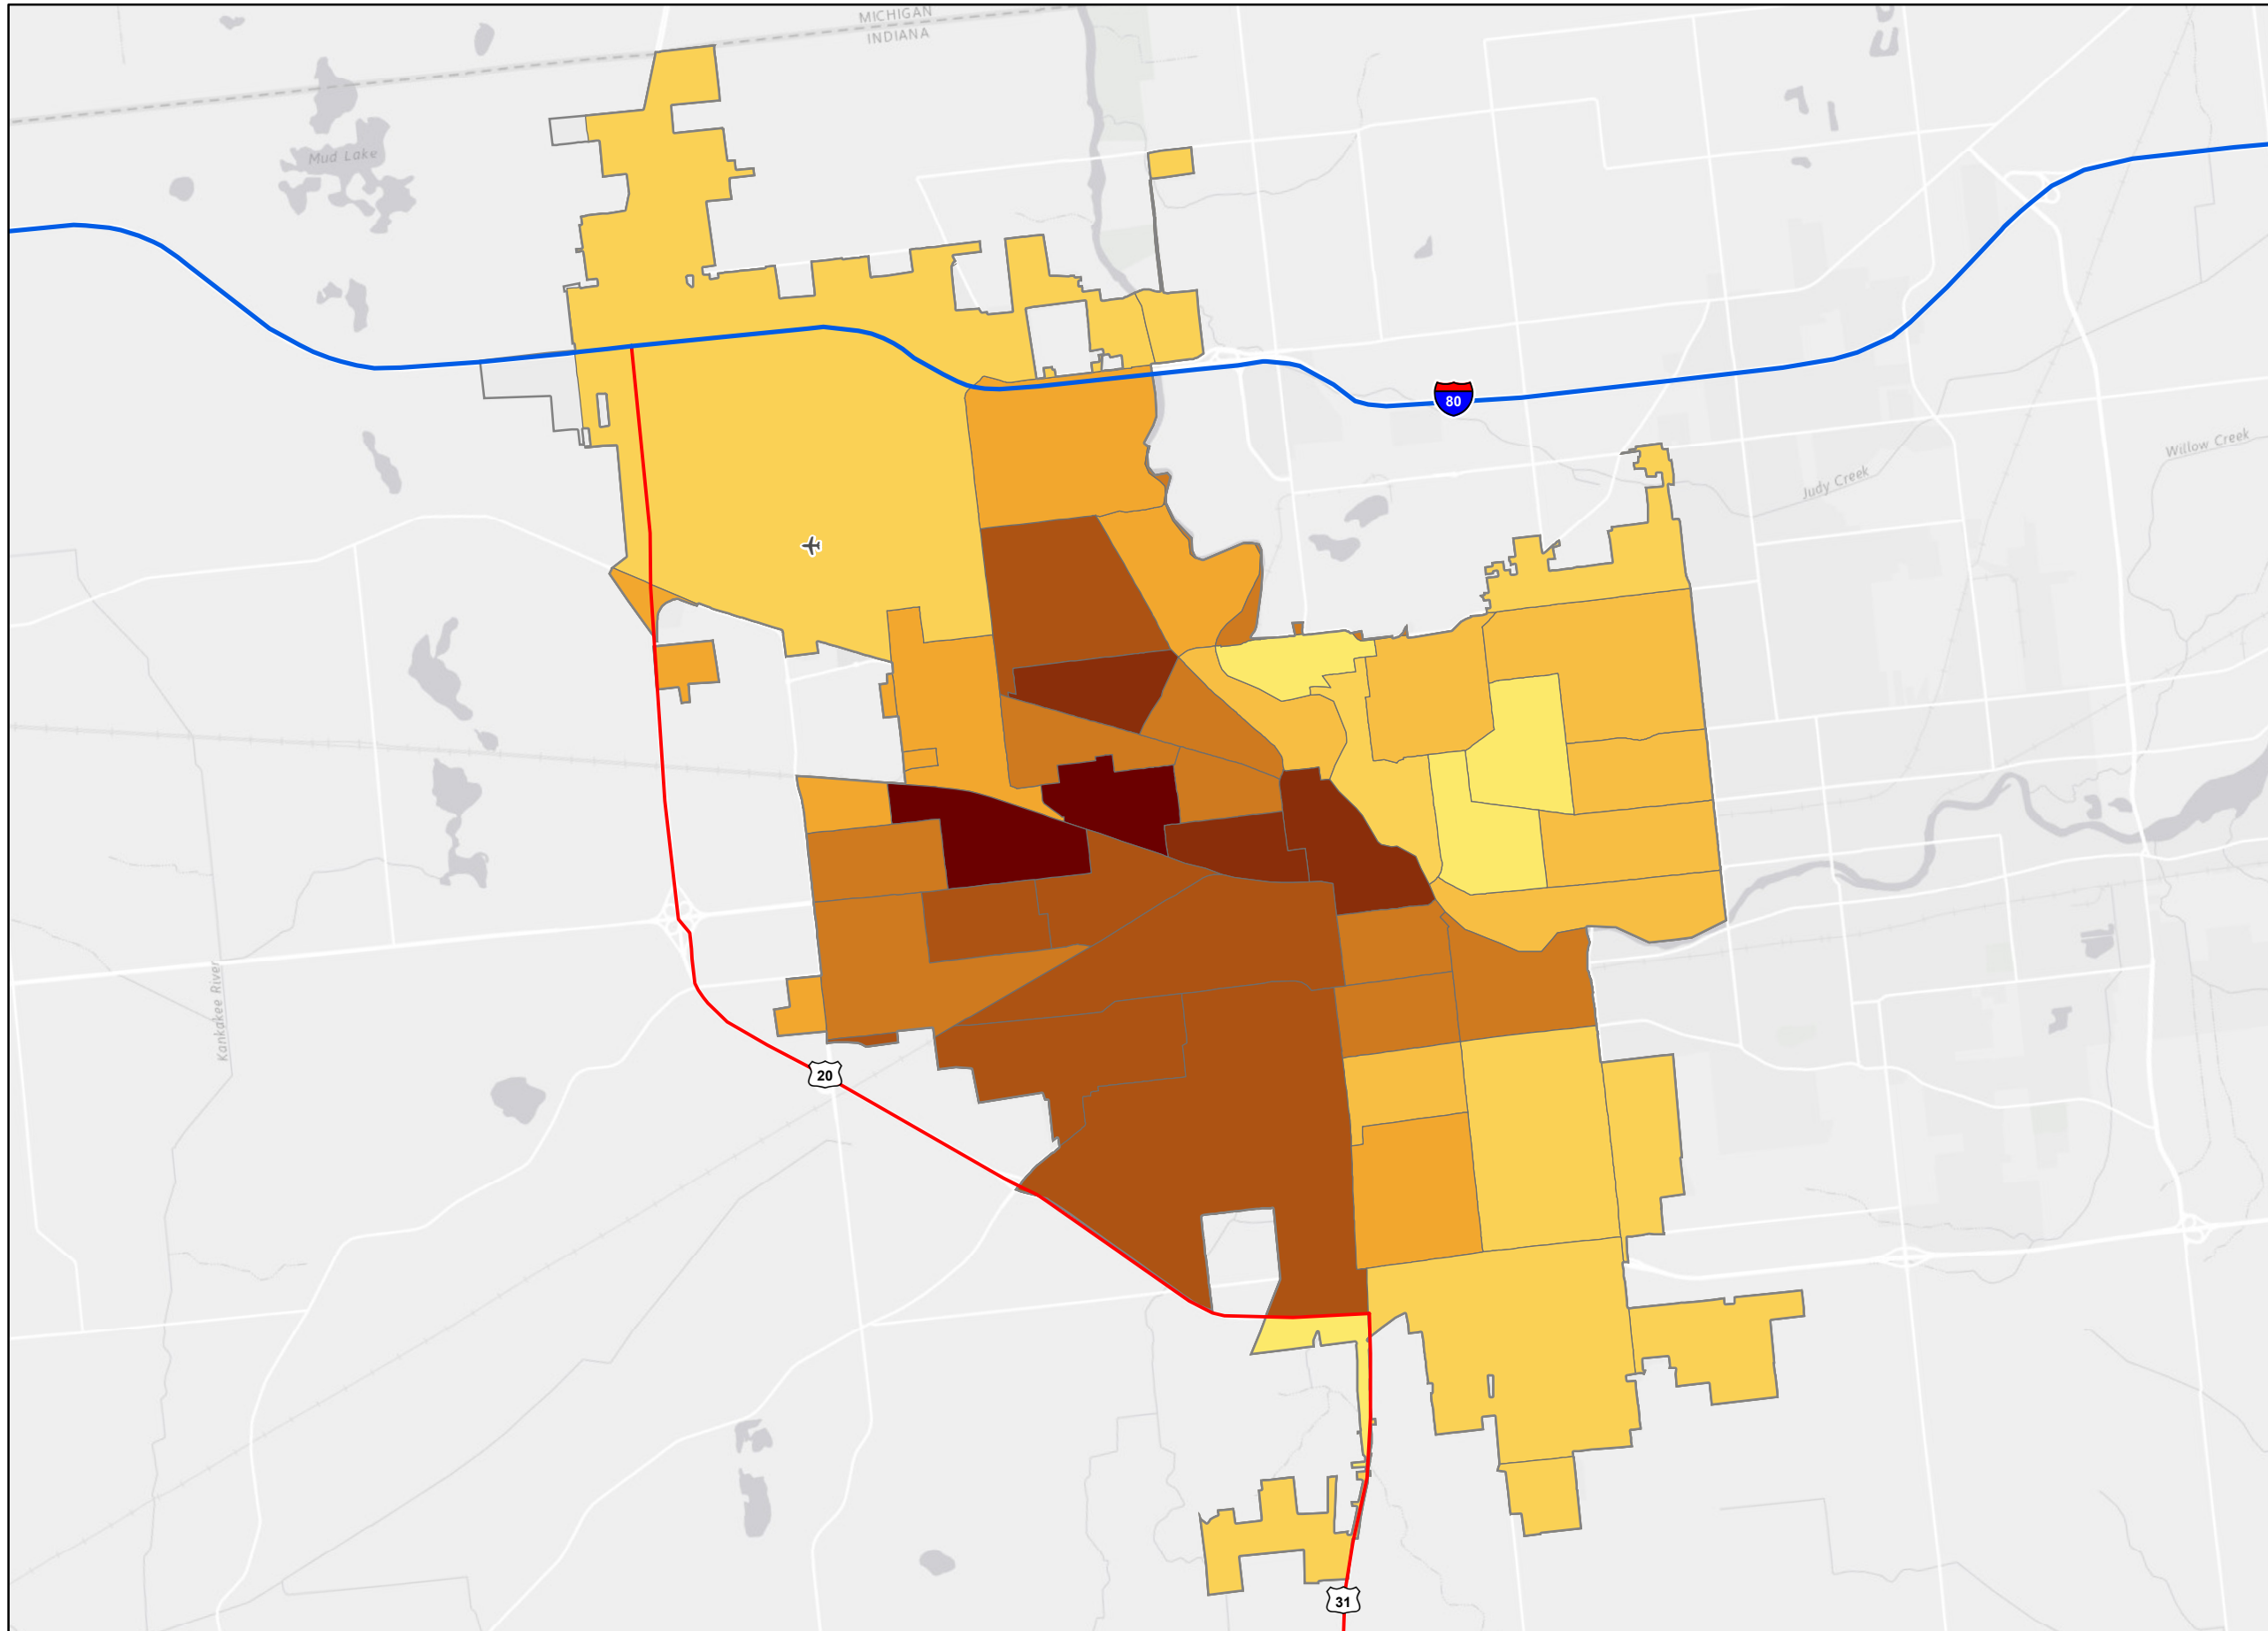 MICHIGAN
INDIANA
Mud Lake
80
Willow Creek
Judy Creek
Kankakee River
20
31